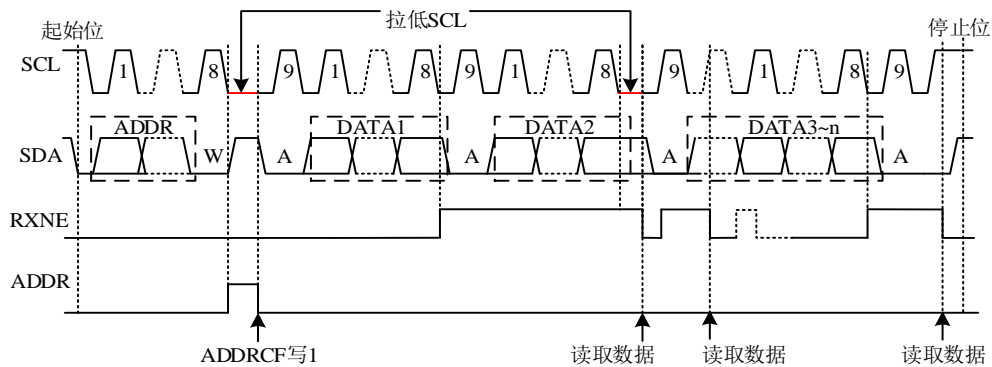 拉低SCL
起始位 停止位
SCL 1 8 9 1 8 9 1 8 9 1 8 9
ADDR DATA1 DATA2 DATA3~n
SDA W A A A A
RXNE
ADDR
ADDRCF写1 读取数据 读取数据 读取数据